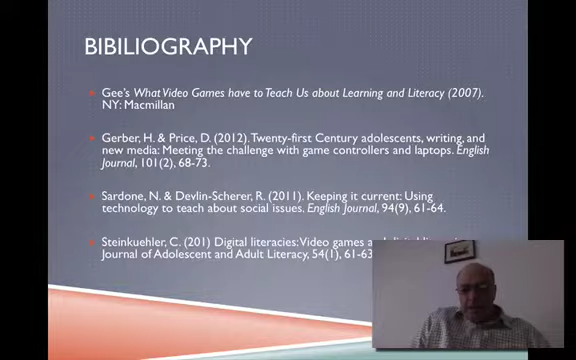 BIBILIOGRAPHY
Gee's What Video Games have to Teach Us about Learning and Literacy (2007).
NY: Macmillan
Gerber, H. & Price, D. (2012). Twenty-first Century adolescents, writing, and
new media: Meeting the challenge with game controllers and laptops. English
Journal, 101(2), 68-73.
Sardone, N. & Devlin-Scherer, R. (2011). Keeping it current: Using
technology to teach about social issues. English Journal, 94(9), 61-64.
Steinkuehler, C. (201) Digital literacies: Video games
Journal of Adolescent and Adult Literacy, 54(1), 61-63